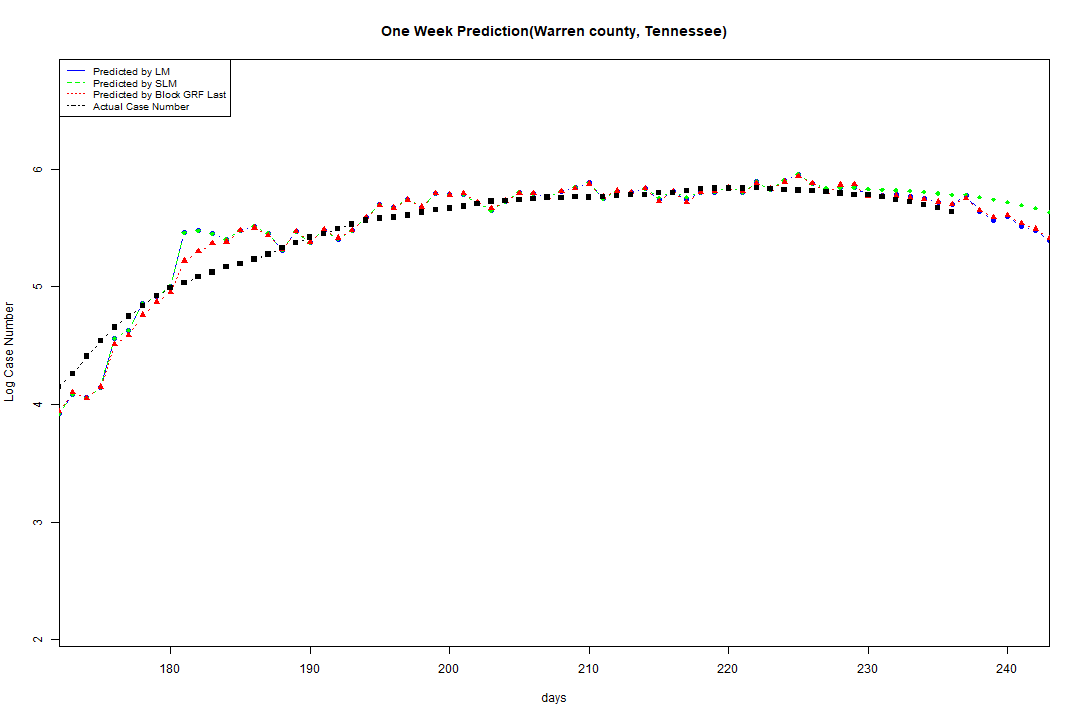 One Week Prediction(Warren county, Tennessee)
Predicted by LM
Predicted by SLM
Predicted by Block GRF Last
Actual Case Number
Log Case Number
6
5
4
3
2
180 190 200 210 220 230 240
days